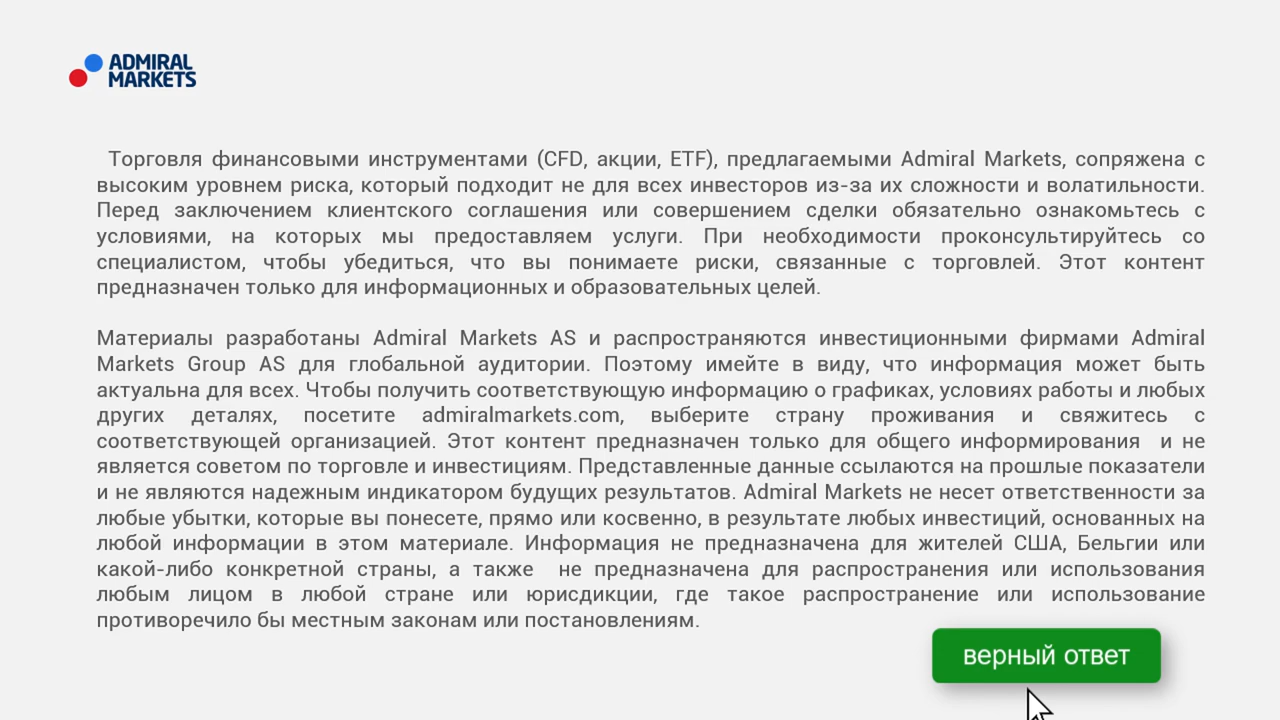 ADMIRAL
MARKETS
Торговля финансовыми инструментами (CFD, акции, ETF), предлагаемыми Admiral Markets, сопряжена с
высоким уровнем риска, который подходит не для всех инвесторов из-за их сложности и волатильности.
Перед заключением клиентского соглашения или совершением сделки обязательно ознакомьтесь с
условиями, на которых мы предоставляем услуги. При необходимости проконсультируйтесь со
специалистом, чтобы убедиться, что вы понимаете риски, связанные с торговлей. Этот контент
предназначен только для информационных и образовательных целей.
Материалы разработаны Admiral Markets AS и распространяются инвестиционными фирмами Admiral
Markets Group AS для глобальной аудитории. Поэтому имейте в виду, что информация может быть
актуальна для всех. Чтобы получить соответствующую информацию о графиках, условиях работы и любых
других деталях, посетите admiralmarkets.com, выберите страну проживания и свяжитесь с
соответствующей организацией. Этот контент предназначен только для общего информирования и не
является советом по торговле и инвестициям. Представленные данные ссылаются на прошлые показатели
и не являются надежным индикатором будущих результатов. Admiral Markets не несет ответственности за
любые убытки, которые вы понесете, прямо или косвенно, в результате любых инвестиций, основанных на
любой информации в этом материале. Информация не предназначена для жителей США, Бельгии или
какой-либо конкретной страны, а также не предназначена для распространения или использования
любым лицом в любой стране или юрисдикции, где такое распространение или использование
противоречило бы местным законам или постановлениям.
верный ответ